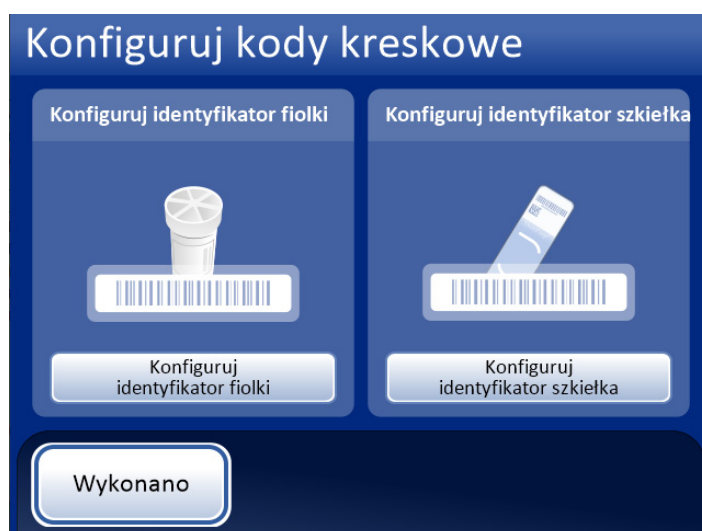 Konfiguruj kody kreskowe
Konfiguruj identyfikator fiolki
Konfiguruj identyfikator szkiełka
Konfiguruj
identyfikator fiolki
Konfiguruj
identyfikator szkiełka
Wykonano